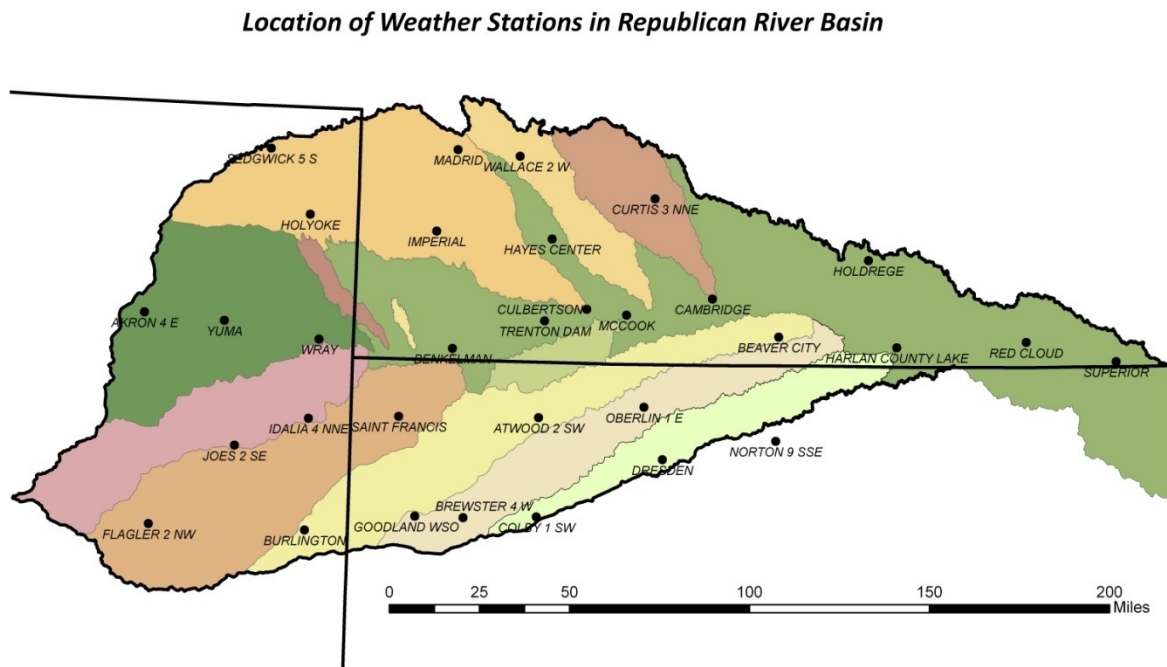 Location of Weather Stations in Republican River Basin
SEDGWICK 5 S
MADRID
WALLACE 2 W
CURTIS 3 NNE
HOLYOKE
IMPERIAL
HAYES CENTER
HOLDREGE
AKRON 4 E
YUMA
CULBERTSON
CAMBRIDGE
TRENTON DAM
MCCOOK
WRAY
BENKELMAN
BEAVER CITY
HARLAN COUNTY LAKE
RED CLOUD
SUPERIOR
IDALIA 4 NNE
SAINT FRANCIS
ATWOOD 2 SW
OBERLIN 1 E
JOES 2 SE
DRESDEN
NORTON 9 SSE
FLAGLER 2 NW
BURLINGTON
GOODLAND WSO
BREWSTER 4 W
COLBY 1 SW
0 25 50 100 150 200
Miles